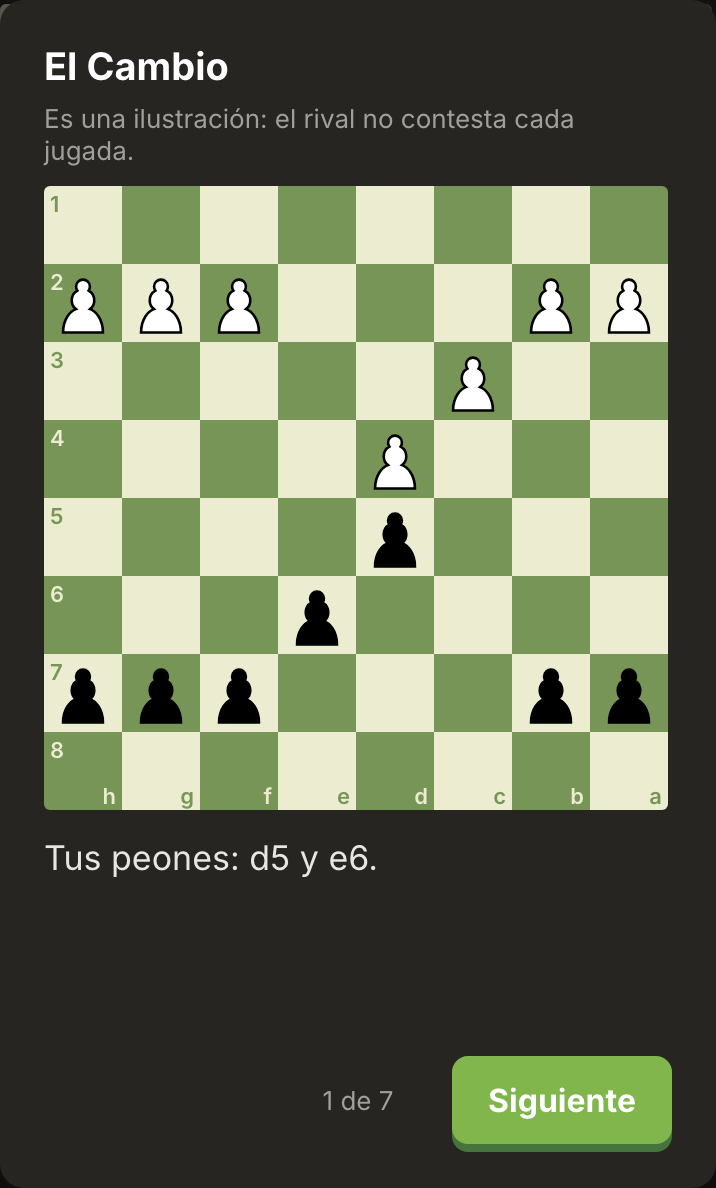 El Cambio
Es una ilustración: el rival no contesta cada
jugada.
1
2
3
4
5
6
7
8
h g f e d c b a
Tus peones: d5 y e6.
1 de 7
Siguiente